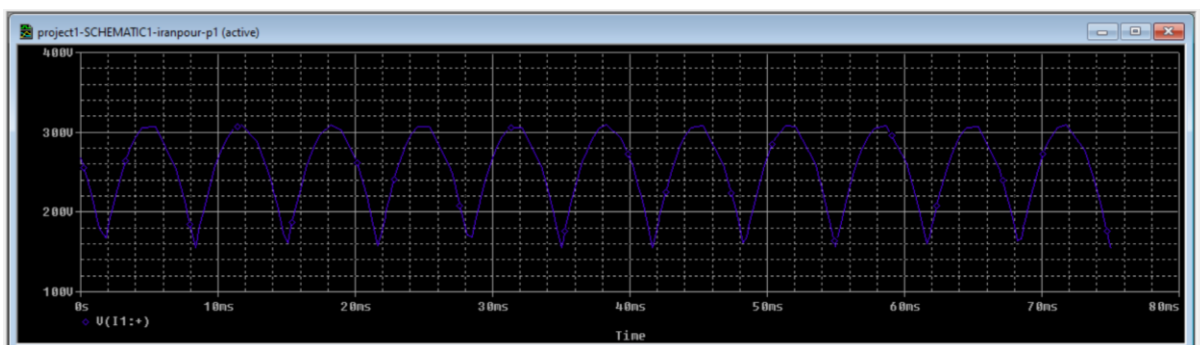 project1-SCHEMATIC1-iranpour-p1 (active)
400V
300V
200V
100V
0s 10ms 20ms 30ms 40ms 50ms 60ms 70ms 80ms
V(I1:+)
Time